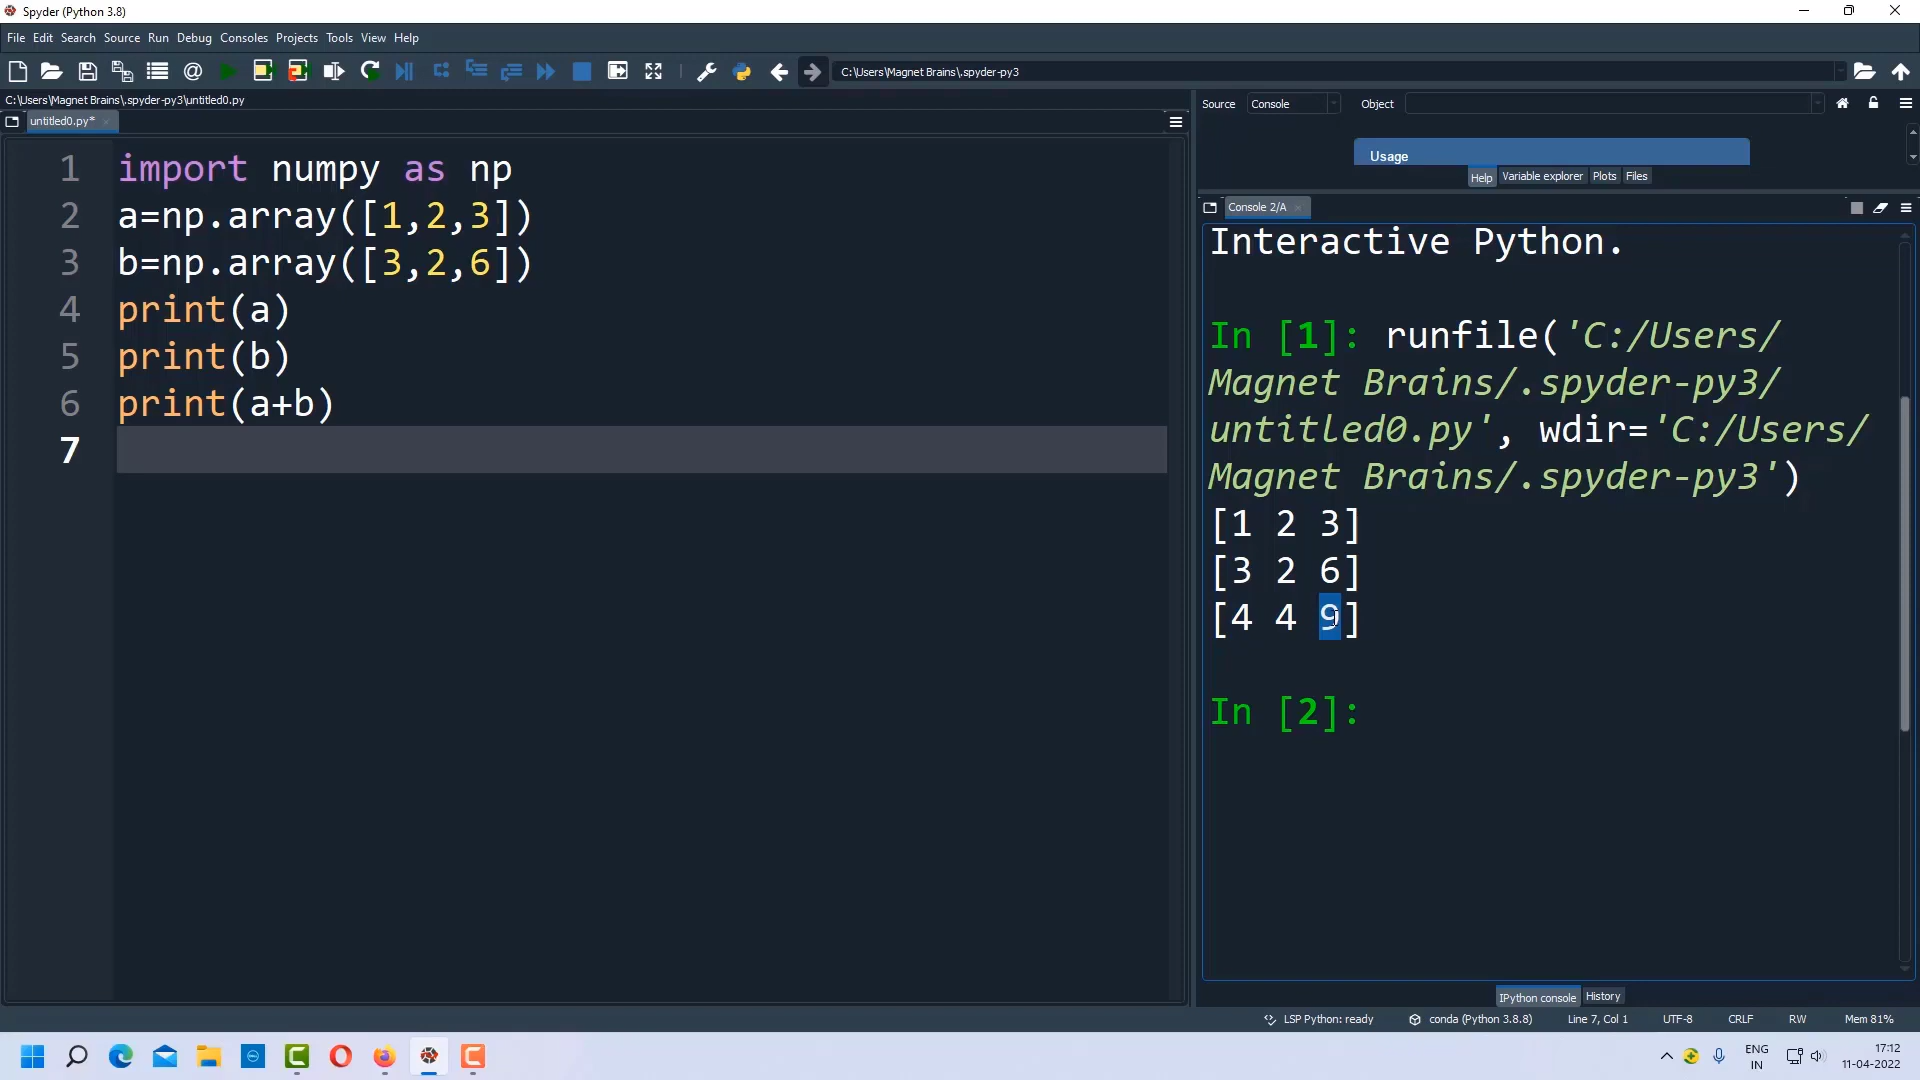 Spyder (Python 3.8)
File Edit Search Source Run Debug Consoles Projects Tools View Help
C:\Users\Magnet Brains\.spyder-py3
C:\Users\Magnet Brains\.spyder-py3\untitled0.py
untitled0.py*
1 import numpy as np
2 a=np.array([1,2,3])
3 b=np.array([3,2,6])
4 print(a)
5 print(b)
6 print(a+b)
7
Source Console Object
Usage
Help Variable explorer Plots Files
Console 2/A
Interactive Python.
In [1]: runfile('C:/Users/
Magnet Brains/.spyder-py3/
untitled0.py', wdir='C:/Users/
Magnet Brains/.spyder-py3')
[1 2 3]
[3 2 6]
[4 4 9]
In [2]:
IPython console History
LSP Python: ready conda (Python 3.8.8) Line 7, Col 1 UTF-8 CRLF RW Mem 81%
ENG
IN
17:12
11-04-2022